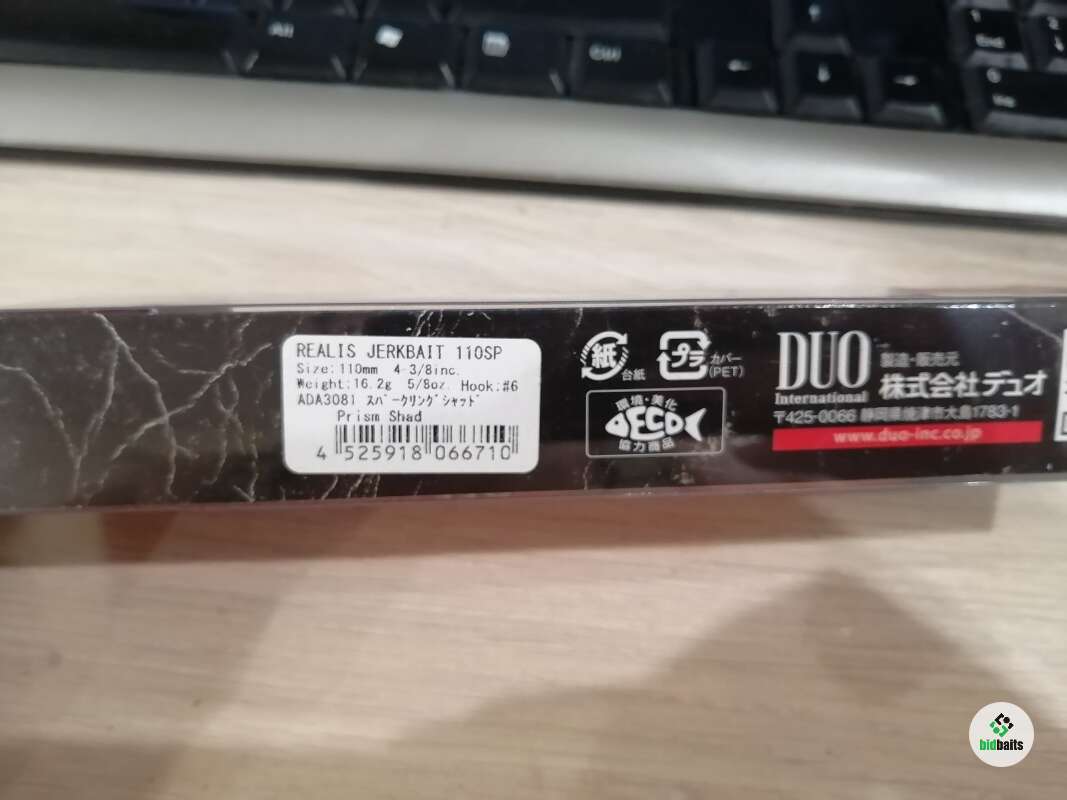 Alt
Ctrl
End
REALIS JERKBAIT 110SP
Size:110mm 4-3/8inc.
Weight:16.2g 5/8oz. Hook:#6
ADA3081 スパークリングシャッド
Prism Shad
4 525918 066710
紙
台紙
プラ
カバー
(PET)
環境・美化
ECO
協力商品
DUO
International
製造・販売元
株式会社デュオ
〒425-0066 静岡県焼津市大島1783-1
www.duo-inc.co.jp
bidbaits